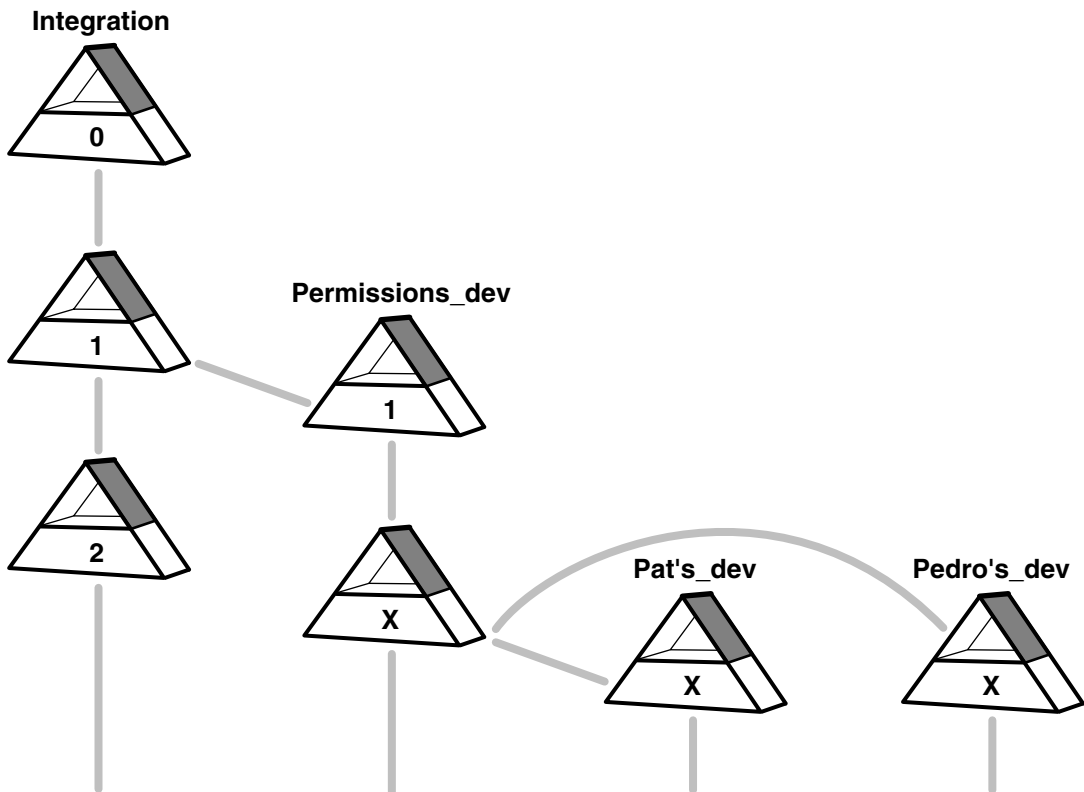 Integration
0
1
Permissions_dev
1
2
X
Pat's_dev
Pedro's_dev
X
X